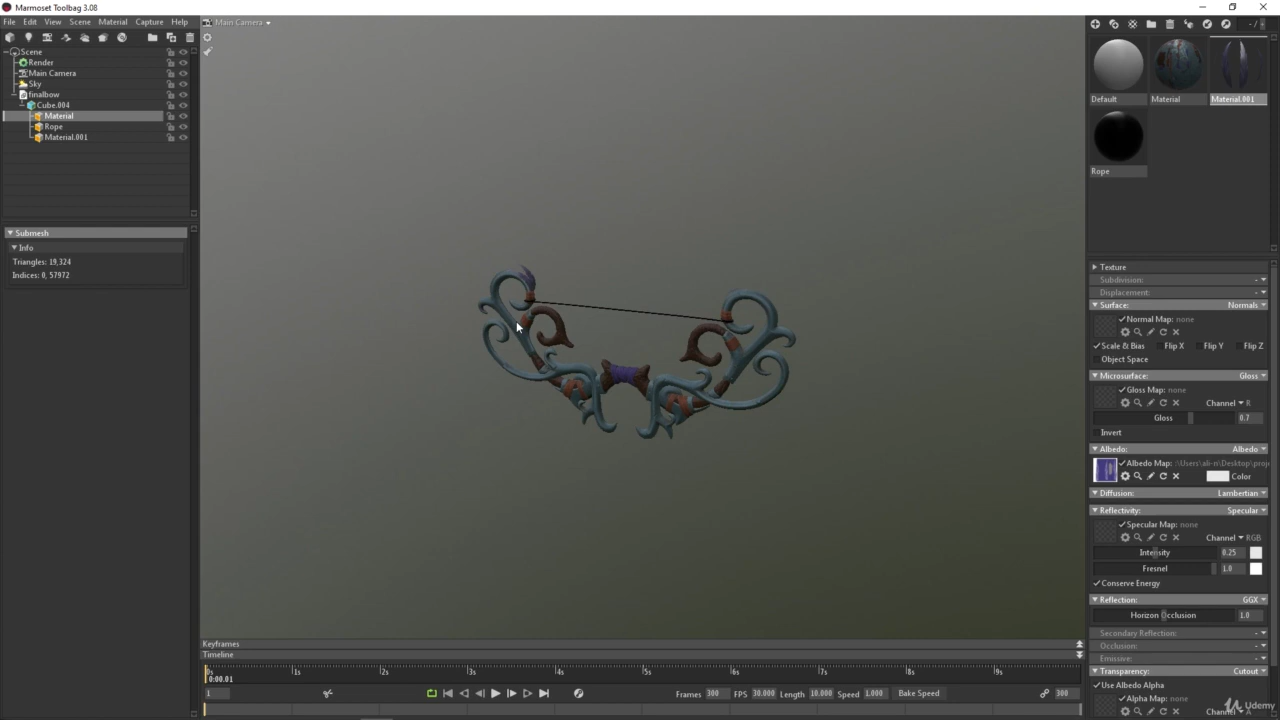 Marmoset Toolbag 3.08
File Edit View Scene Material Capture Help
Main Camera
Scene
Render
Main Camera
Sky
finalbow
Cube.004
Material
Rope
Material.001
Submesh
Info
Triangles: 19,324
Indices: 0, 57972
Default Material Material.001
Rope
Texture
Subdivision: -
Displacement: -
Surface: Normals
Normal Map: none
Scale & Bias Flip X Flip Y Flip Z
Object Space
Microsurface: Gloss
Gloss Map: none
Channel R
Gloss 0.7
Invert
Albedo: Albedo
Albedo Map: :\Users\ali-n\Desktop\proj
Color
Diffusion: Lambertian
Reflectivity: Specular
Specular Map: none
Channel RGB
Intensity 0.25
Fresnel 1.0
Conserve Energy
Reflection: GGX
Horizon Occlusion 1.0
Secondary Reflection: -
Occlusion: -
Emissive: -
Transparency: Cutout
Use Albedo Alpha
Alpha Map: none
Channel A
Keyframes
Timeline
0s 1s 2s 3s 4s 5s 6s 7s 8s 9s
0:00.01
1 Frames 300 FPS 30.000 Length 10.000 Speed 1.000 Bake Speed 300
Udemy